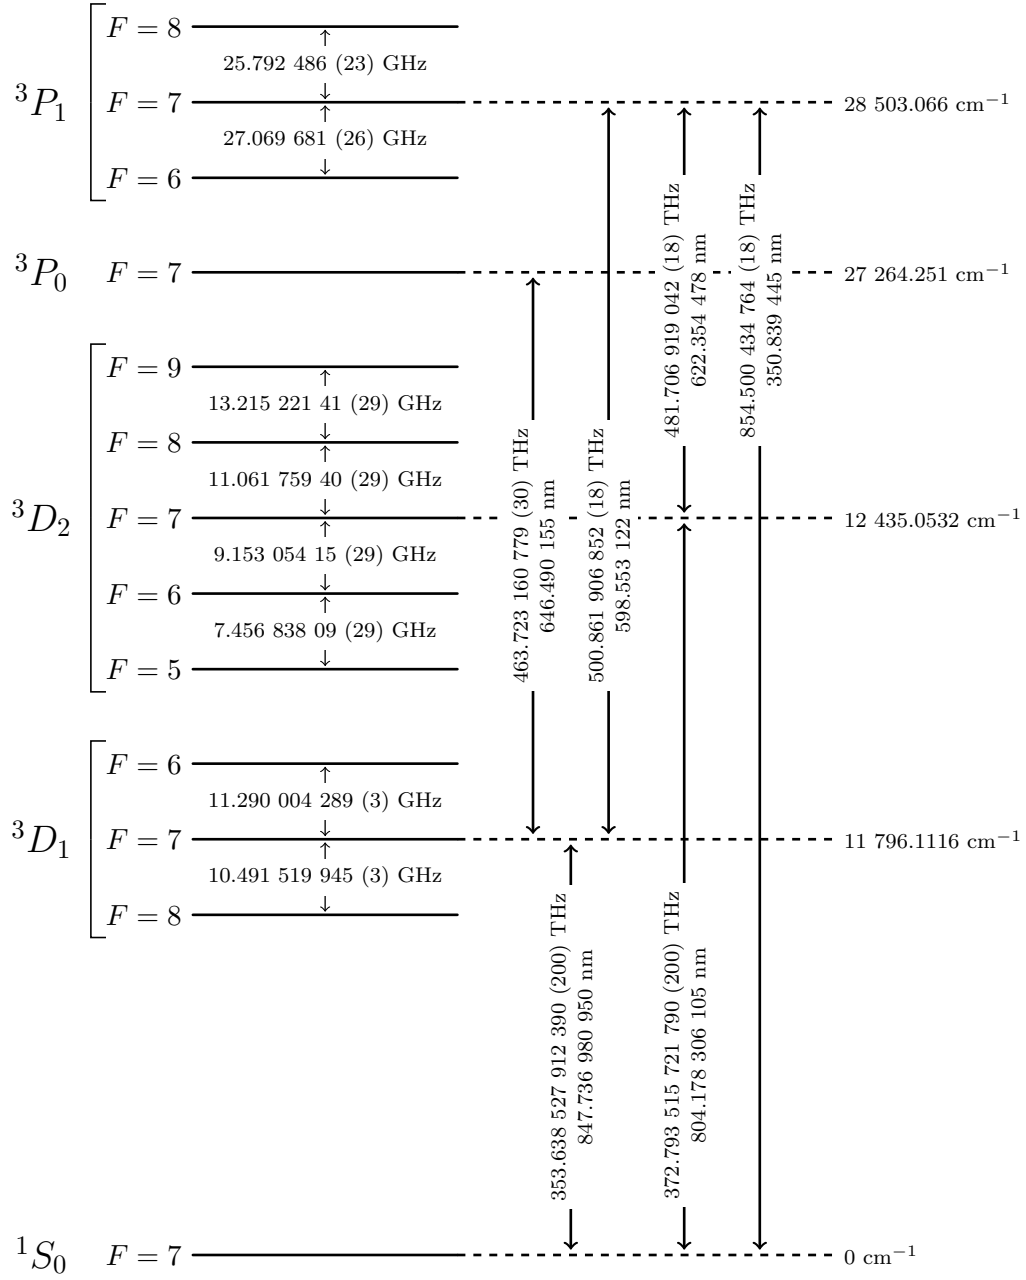 F = 8
25.792 486 (23) GHz
³P₁ F = 7 28 503.066 cm⁻¹
27.069 681 (26) GHz
F = 6
³P₀ F = 7 27 264.251 cm⁻¹
F = 9
13.215 221 41 (29) GHz
F = 8
11.061 759 40 (29) GHz
³D₂ F = 7 12 435.0532 cm⁻¹
9.153 054 15 (29) GHz
F = 6
7.456 838 09 (29) GHz
F = 5
F = 6
11.290 004 289 (3) GHz
³D₁ F = 7 11 796.1116 cm⁻¹
10.491 519 945 (3) GHz
F = 8
¹S₀ F = 7 0 cm⁻¹
463.723 160 779 (30) THz
646.490 155 nm
500.861 906 852 (18) THz
598.553 122 nm
481.706 919 042 (18) THz
622.354 478 nm
854.500 434 764 (18) THz
350.839 445 nm
353.638 527 912 390 (200) THz
847.736 980 950 nm
372.793 515 721 790 (200) THz
804.178 306 105 nm